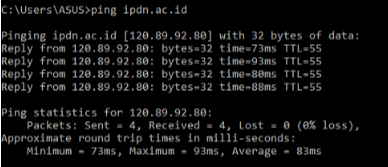 C:\Users\ASUS>ping ipdn.ac.id
Pinging ipdn.ac.id [120.89.92.80] with 32 bytes of data:
Reply from 120.89.92.80: bytes=32 time=73ms TTL=55
Reply from 120.89.92.80: bytes=32 time=93ms TTL=55
Reply from 120.89.92.80: bytes=32 time=80ms TTL=55
Reply from 120.89.92.80: bytes=32 time=88ms TTL=55
Ping statistics for 120.89.92.80:
Packets: Sent = 4, Received = 4, Lost = 0 (0% loss),
Approximate round trip times in milli-seconds:
Minimum = 73ms, Maximum = 93ms, Average = 83ms